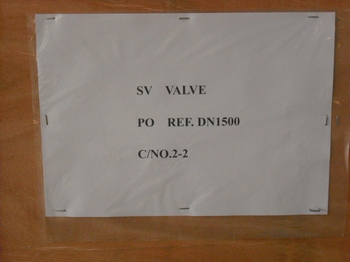 SV VALVE
PO REF. DN1500
C/NO.2-2